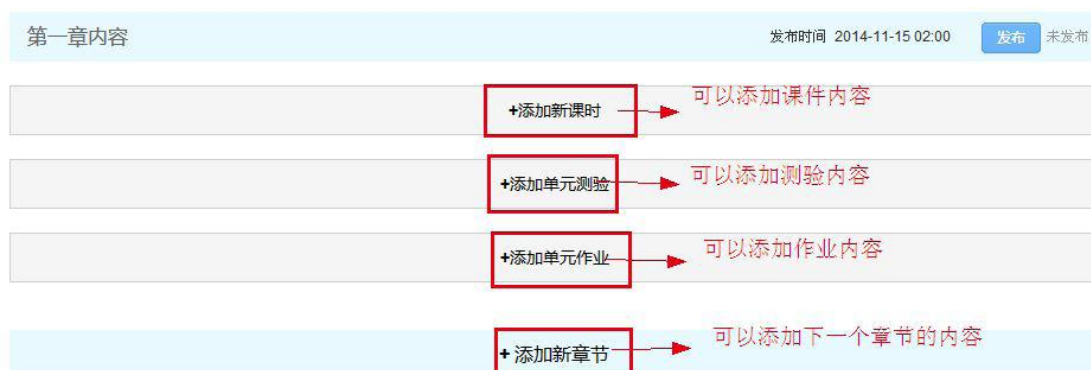 第一章内容 发布时间 2014-11-15 02:00 发布 未发布
+添加新课时 可以添加课件内容
+添加单元测验 可以添加测验内容
+添加单元作业 可以添加作业内容
+ 添加新章节 可以添加下一个章节的内容